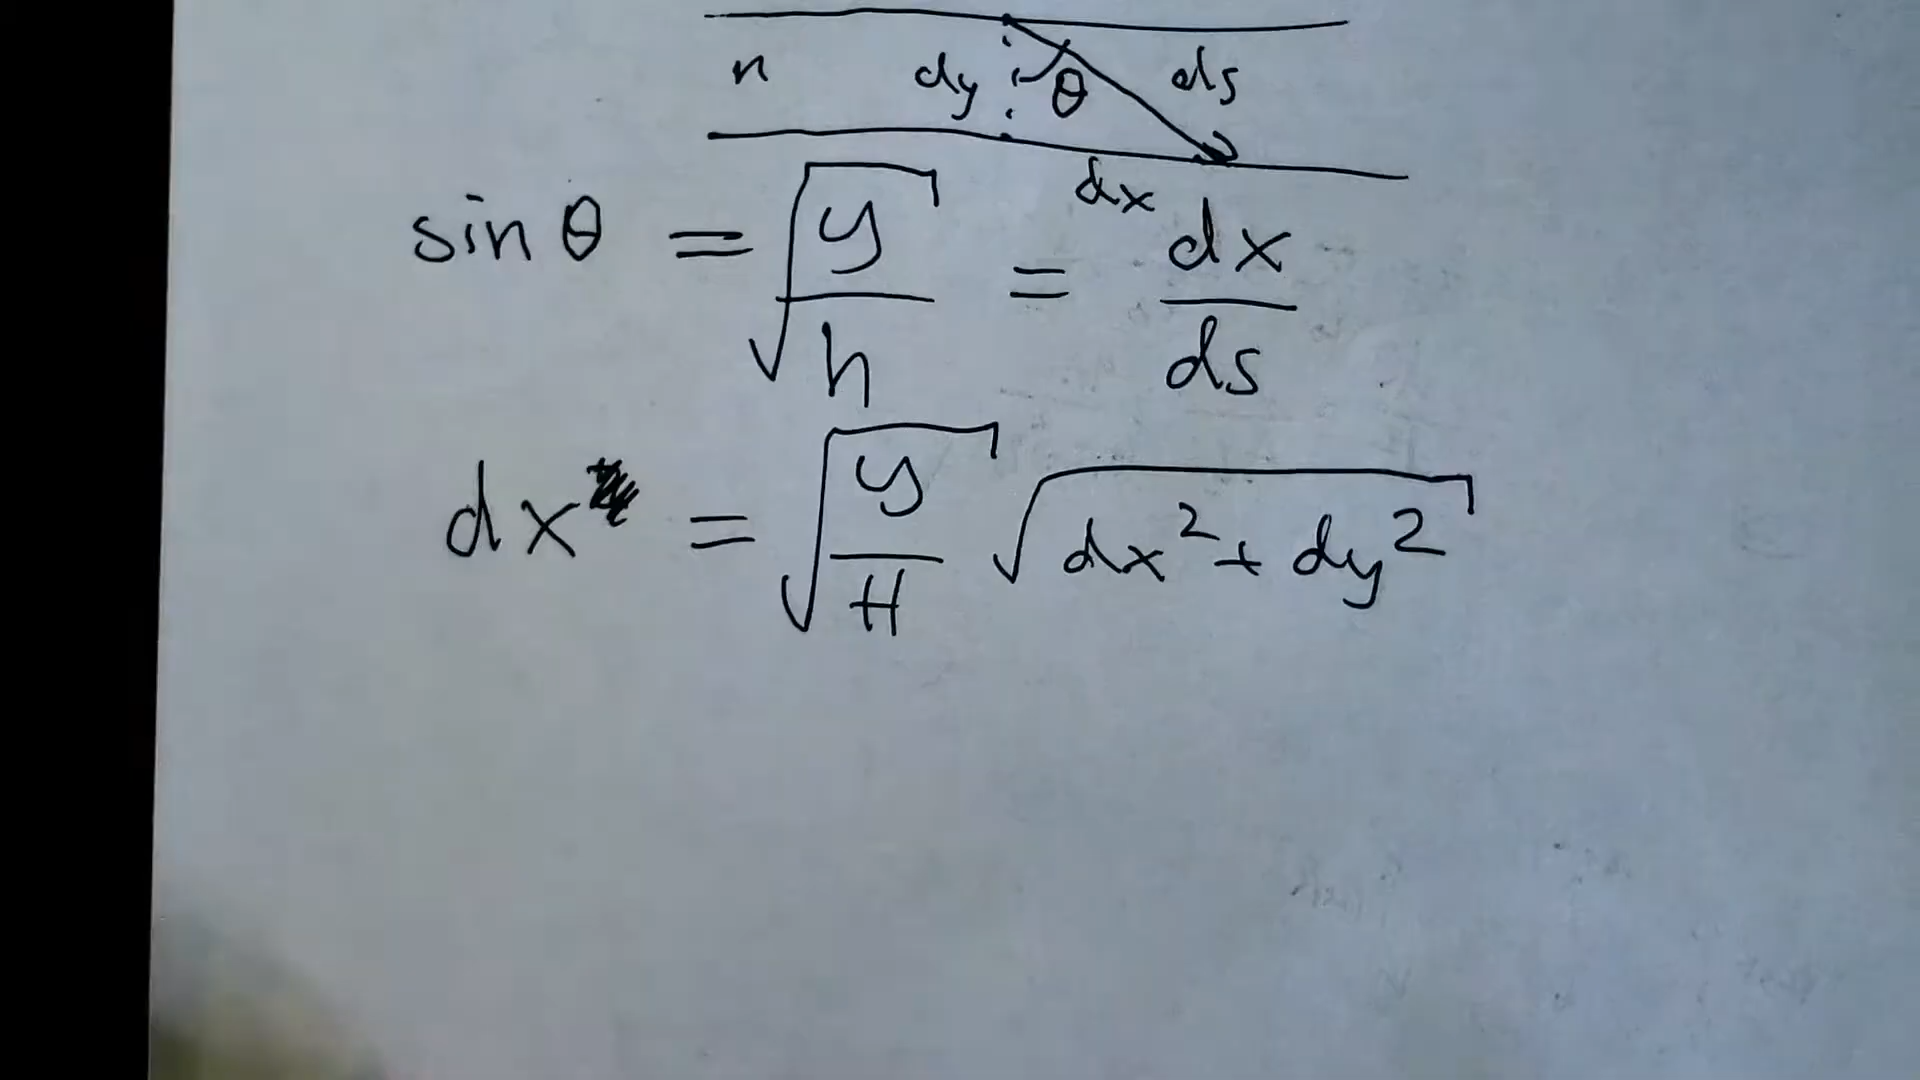 n dy θ ds
dx
sin θ = √(y/h) = dx/ds
dx = √(y/H) √(dx² + dy²)